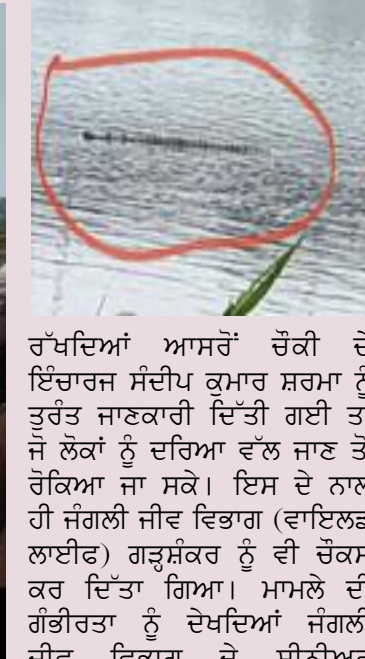 ਰੱਖਦਿਆਂ ਆਸਰੋਂ ਚੌਕੀ ਦੇ
ਇੰਚਾਰਜ ਸੰਦੀਪ ਕੁਮਾਰ ਸ਼ਰਮਾ ਨੂੰ
ਤੁਰੰਤ ਜਾਣਕਾਰੀ ਦਿੱਤੀ ਗਈ ਤਾਂ
ਜੋ ਲੋਕਾਂ ਨੂੰ ਦਰਿਆ ਵੱਲ ਜਾਣ ਤੋਂ
ਰੋਕਿਆ ਜਾ ਸਕੇ। ਇਸ ਦੇ ਨਾਲ
ਹੀ ਜੰਗਲੀ ਜੀਵ ਵਿਭਾਗ (ਵਾਇਲਡ
ਲਾਈਫ) ਗੜ੍ਹਸ਼ੰਕਰ ਨੂੰ ਵੀ ਚੌਕਸ
ਕਰ ਦਿੱਤਾ ਗਿਆ। ਮਾਮਲੇ ਦੀ
ਗੰਭੀਰਤਾ ਨੂੰ ਦੇਖਦਿਆਂ ਜੰਗਲੀ
ਜੀਵ ਵਿਭਾਗ ਦੇ ਸੀਨੀਅਰ